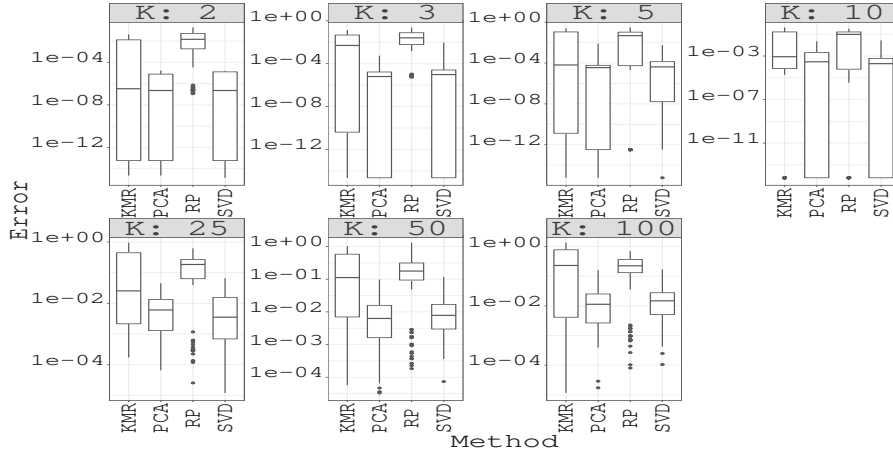 K: 2
K: 3
K: 5
K: 10
1e-04
1e-08
1e-12
1e+00
1e-04
1e-08
1e-12
1e+00
1e-04
1e-08
1e-12
1e-03
1e-07
1e-11
KMR PCA RP SVD
KMR PCA RP SVD
KMR PCA RP SVD
KMR PCA RP SVD
Error
K: 25
K: 50
K: 100
1e+00
1e-02
1e-04
1e+00
1e-01
1e-02
1e-03
1e-04
1e+00
1e-02
1e-04
KMR PCA RP SVD
KMR PCA RP SVD
KMR PCA RP SVD
Method